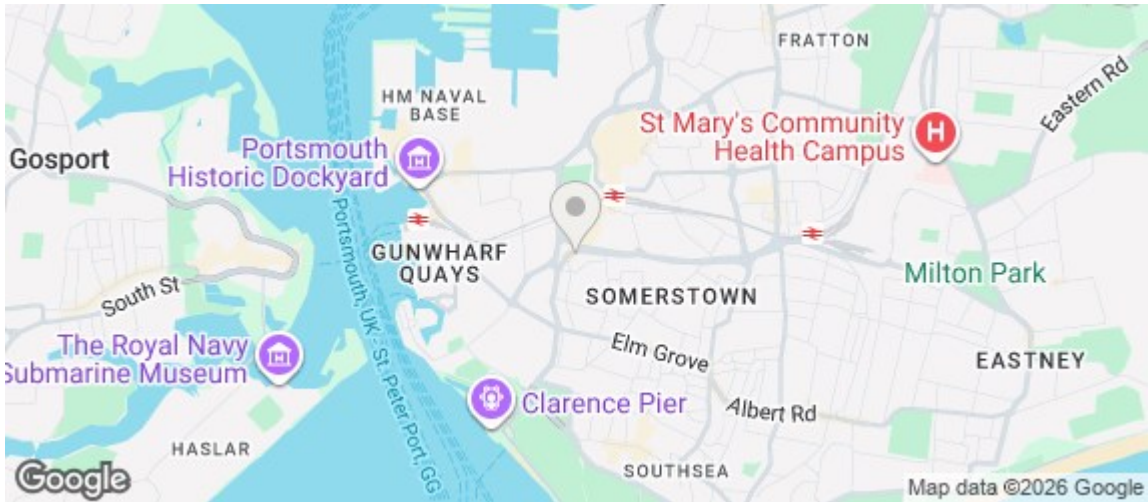 FRATTON
Eastern Rd
HM NAVAL
BASE
St Mary's Community
Health Campus
H
Gosport
Portsmouth
Historic Dockyard
GUNWHARF
QUAYS
Portsmouth, UK - St. Peter Port, GG
Milton Park
South St
SOMERSTOWN
The Royal Navy
Submarine Museum
Elm Grove
EASTNEY
Clarence Pier
Albert Rd
HASLAR
SOUTHSEA
Google
Map data ©2026 Google